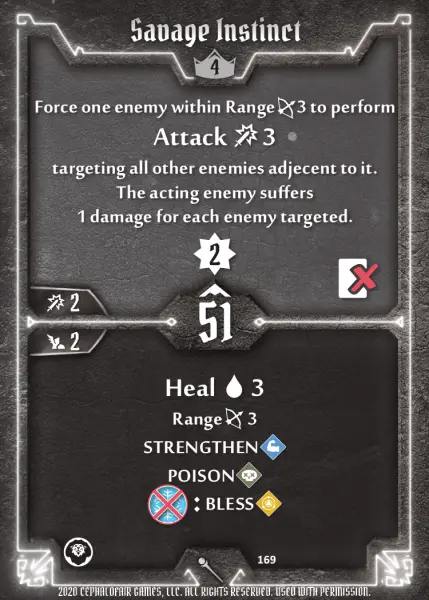 Savage Instinct
4
Force one enemy within Range 3 to perform
Attack 3
targeting all other enemies adjecent to it.
The acting enemy suffers
1 damage for each enemy targeted.
2
2
51
2
Heal 3
Range 3
STRENGTHEN
POISON
: BLESS
169
2020 CEPHALOFAIR GAMES, LLC. ALL RIGHTS RESERVED. USED WITH PERMISSION.